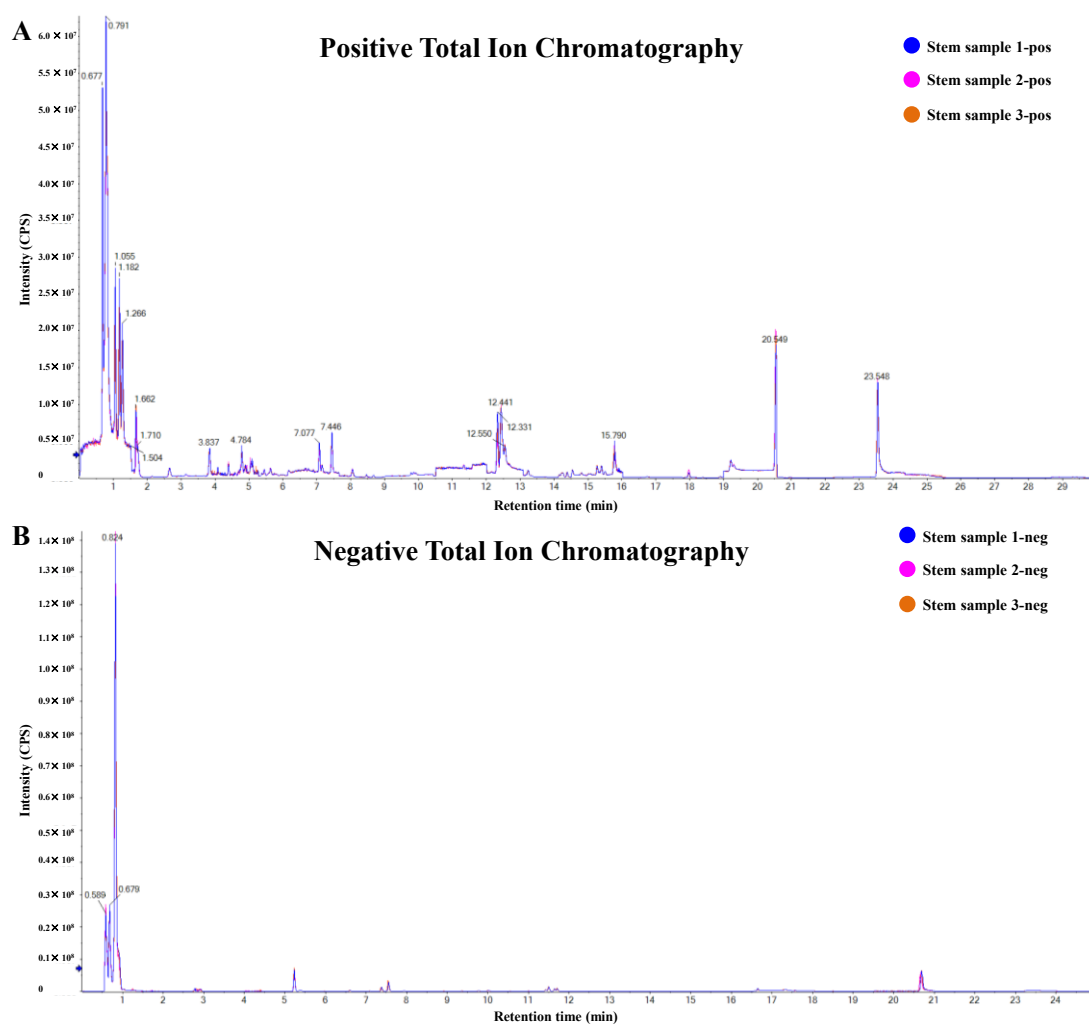 A
Positive Total Ion Chromatography
Stem sample 1-pos
Stem sample 2-pos
Stem sample 3-pos
Intensity (CPS)
6.0× 10⁷
5.5× 10⁷
5.0× 10⁷
4.5× 10⁷
4.0× 10⁷
3.5× 10⁷
3.0× 10⁷
2.5× 10⁷
2.0× 10⁷
1.5× 10⁷
1.0× 10⁷
0.5× 10⁷
0
0.791
0.677
1.055
1.182
1.266
1.662
1.710
1.504
3.837
4.784
7.077
7.446
12.441
12.331
12.550
15.790
20.549
23.548
1 2 3 4 5 6 7 8 9 10 11 12 13 14 15 16 17 18 19 20 21 22 23 24 25 26 27 28 29
Retention time (min)
B
Negative Total Ion Chromatography
Stem sample 1-neg
Stem sample 2-neg
Stem sample 3-neg
Intensity (CPS)
1.4× 10⁸
1.2× 10⁸
1.0× 10⁸
0.9× 10⁸
0.8× 10⁸
0.7× 10⁸
0.6× 10⁸
0.5× 10⁸
0.4× 10⁸
0.3× 10⁸
0.2× 10⁸
0.1× 10⁸
0
0.824
0.589
0.679
1 2 3 4 5 6 7 8 9 10 11 12 13 14 15 16 17 18 19 20 21 22 23 24
Retention time (min)